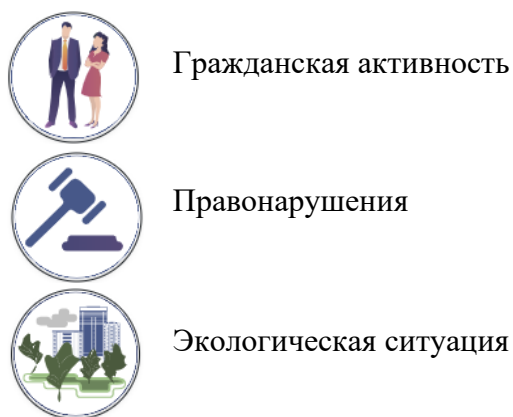 Гражданская активность
Правонарушения
Экологическая ситуация